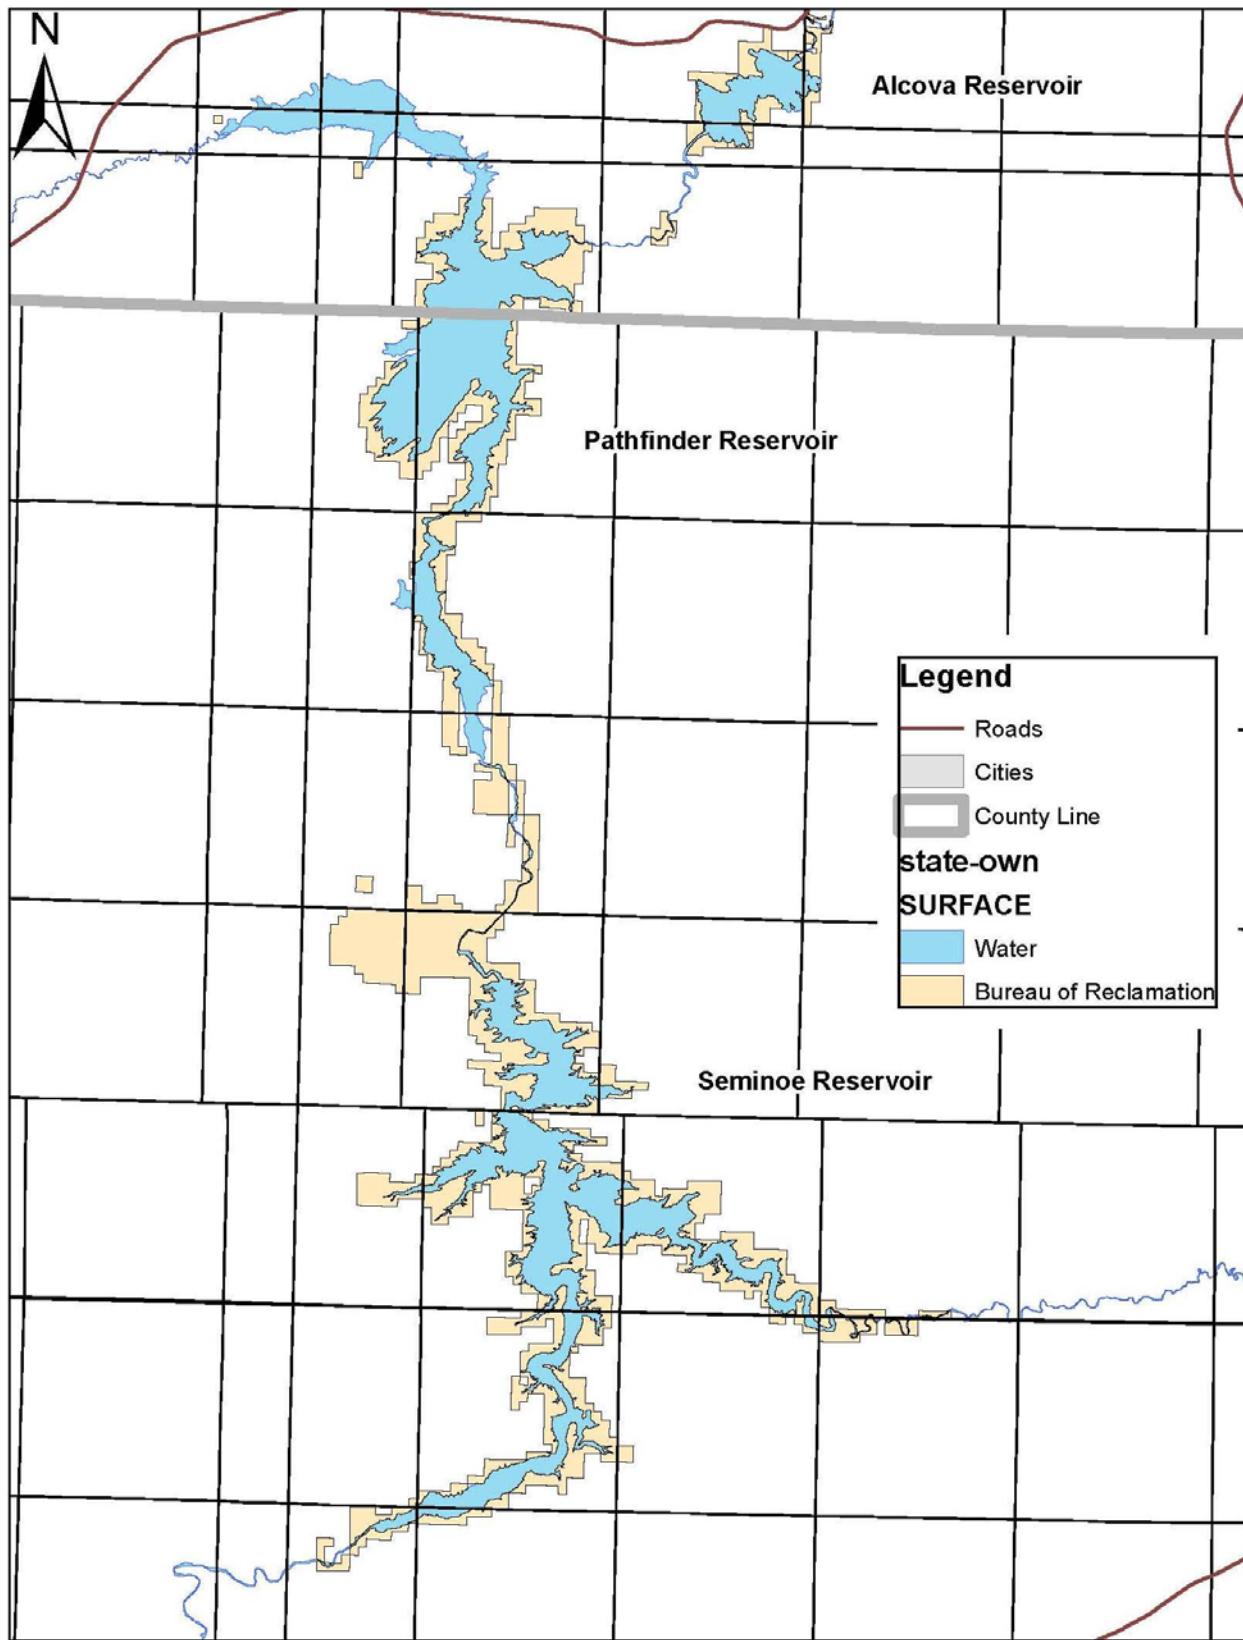 N
Alcova Reservoir
Pathfinder Reservoir
Legend
Roads
Cities
County Line
state-own
SURFACE
Water
Bureau of Reclamation
Seminoe Reservoir